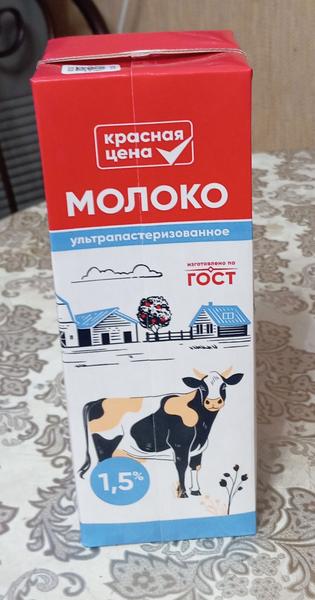 красная
цена
МОЛОКО
ультрапастеризованное
изготовлено по
ГОСТ
1,5%